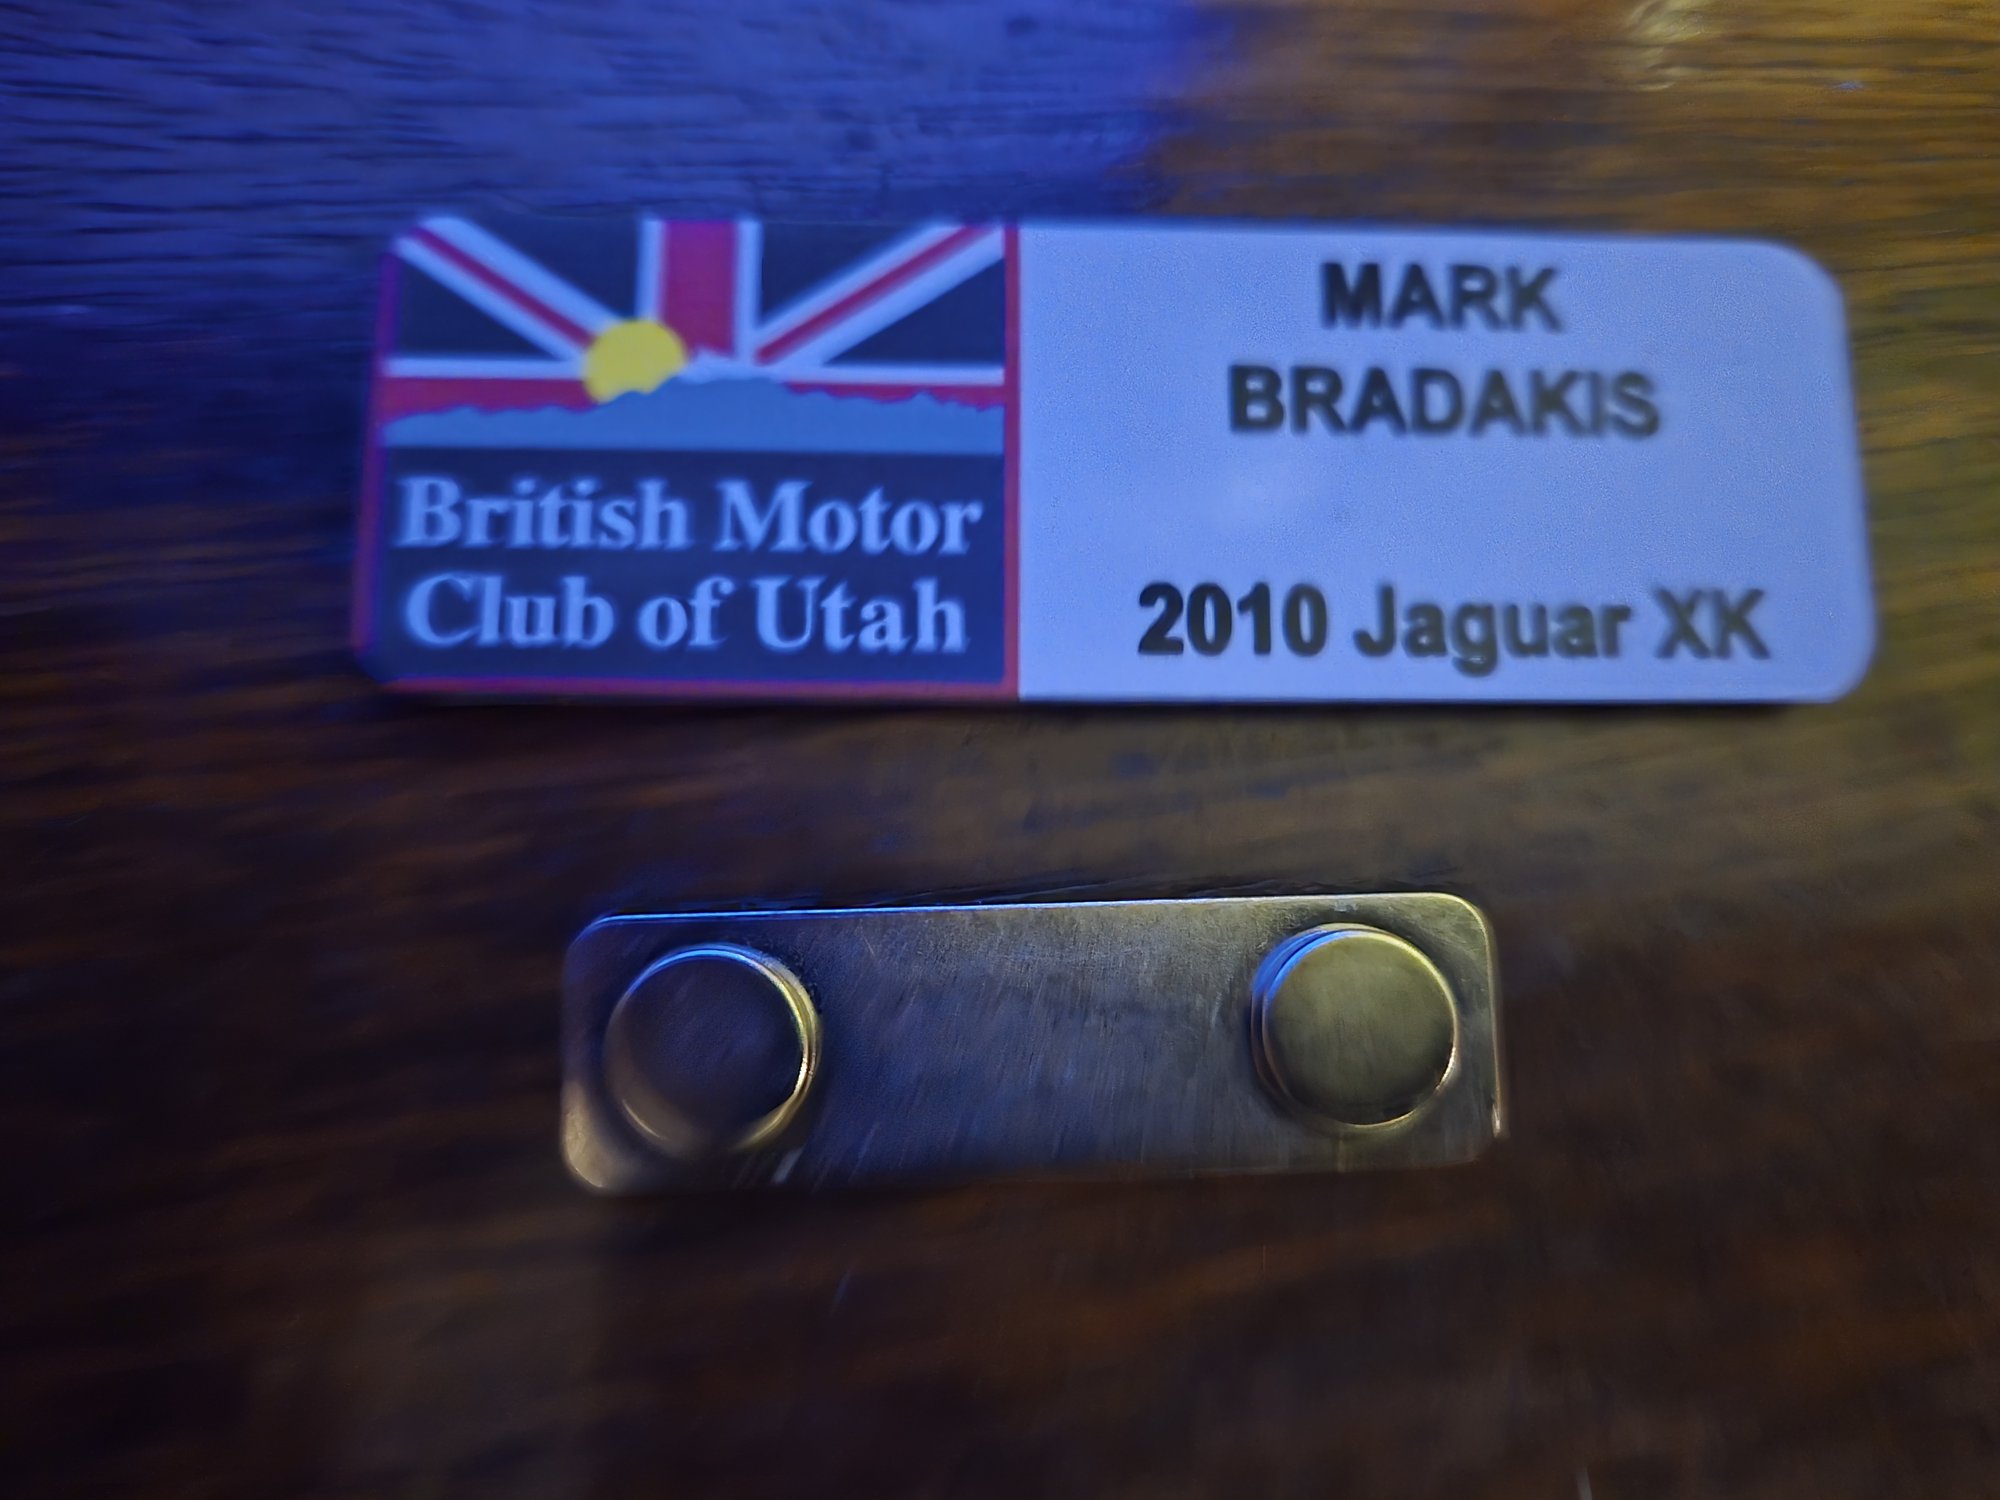 British Motor
Club of Utah
MARK
BRADAKIS
2010 Jaguar XK